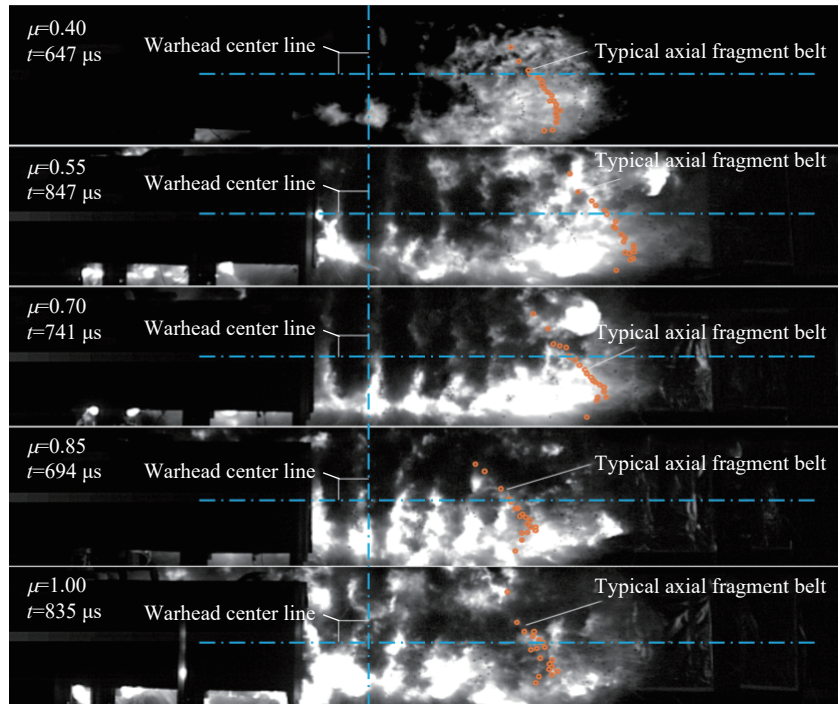 μ=0.40
t=647 μs
Warhead center line
Typical axial fragment belt
μ=0.55
t=847 μs
Warhead center line
Typical axial fragment belt
μ=0.70
t=741 μs
Warhead center line
Typical axial fragment belt
μ=0.85
t=694 μs
Warhead center line
Typical axial fragment belt
μ=1.00
t=835 μs
Warhead center line
Typical axial fragment belt